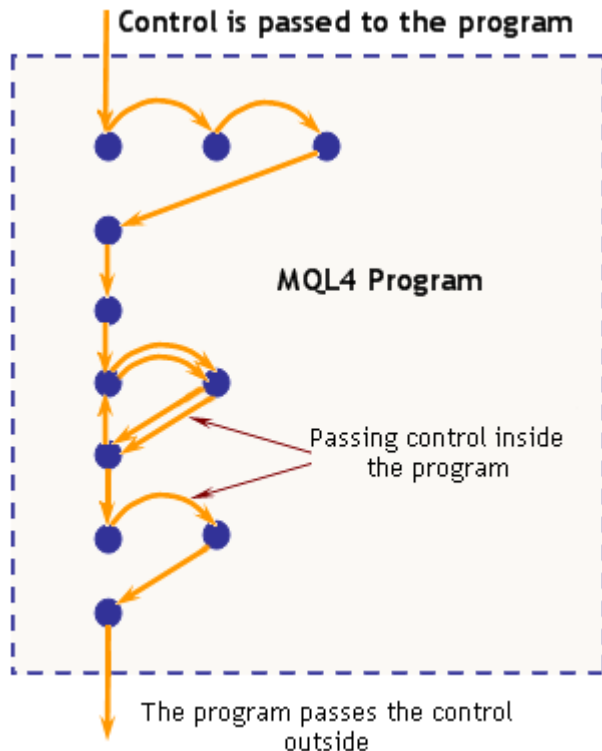 Control is passed to the program
MQL4 Program
Passing control inside
the program
The program passes the control
outside